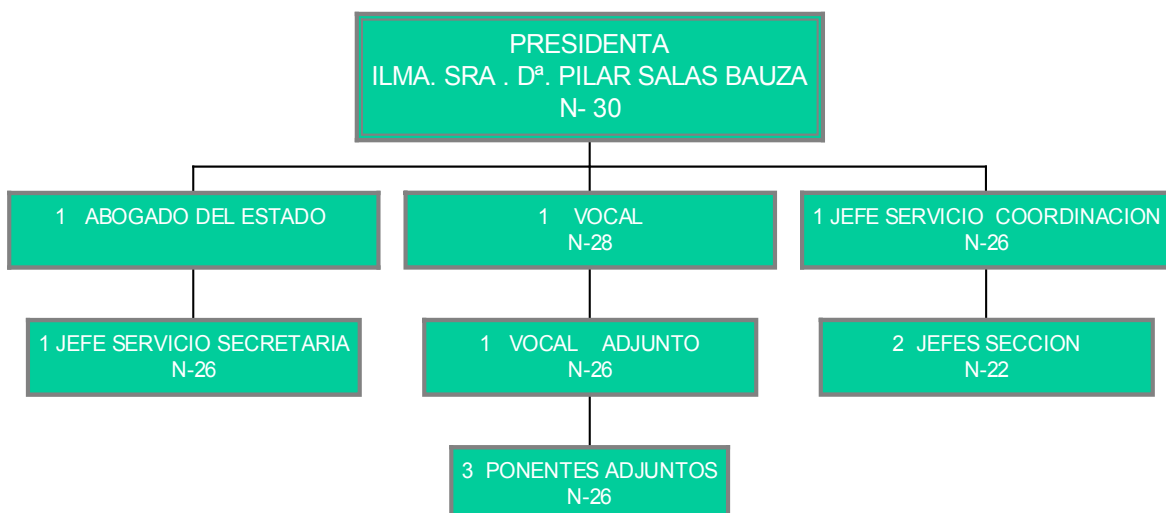 PRESIDENTA
ILMA. SRA . Dª. PILAR SALAS BAUZA
N- 30
1 ABOGADO DEL ESTADO
1 VOCAL
N-28
1 JEFE SERVICIO COORDINACION
N-26
1 JEFE SERVICIO SECRETARIA
N-26
1 VOCAL ADJUNTO
N-26
2 JEFES SECCION
N-22
3 PONENTES ADJUNTOS
N-26